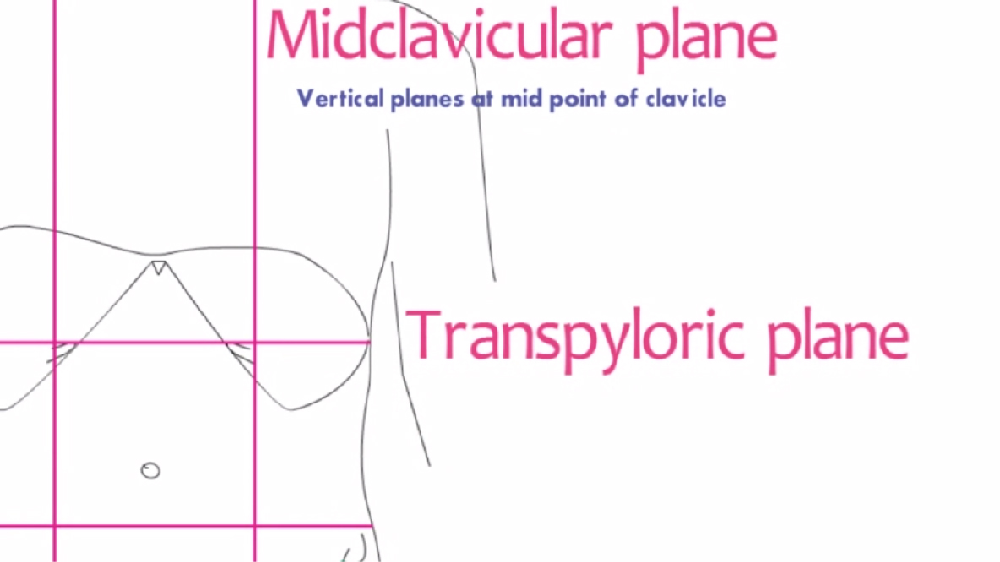 Midclavicular plane
Vertical planes at mid point of clavicle
Transpyloric plane